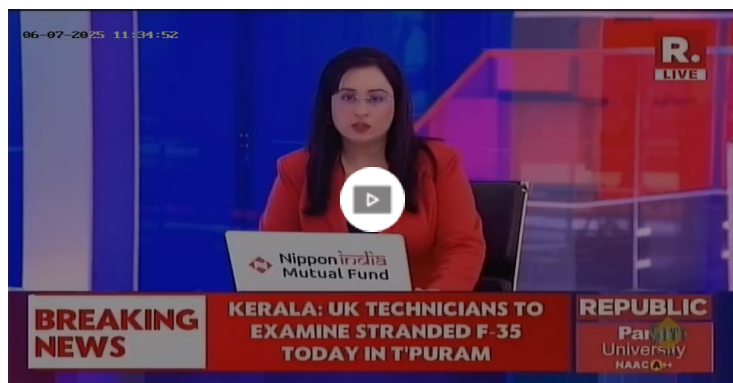 06-07-2025 11:34:52
R.
LIVE
Nippon india
Mutual Fund
BREAKING
NEWS
KERALA: UK TECHNICIANS TO
EXAMINE STRANDED F-35
TODAY IN T'PURAM
REPUBLIC
University
NAAC A++